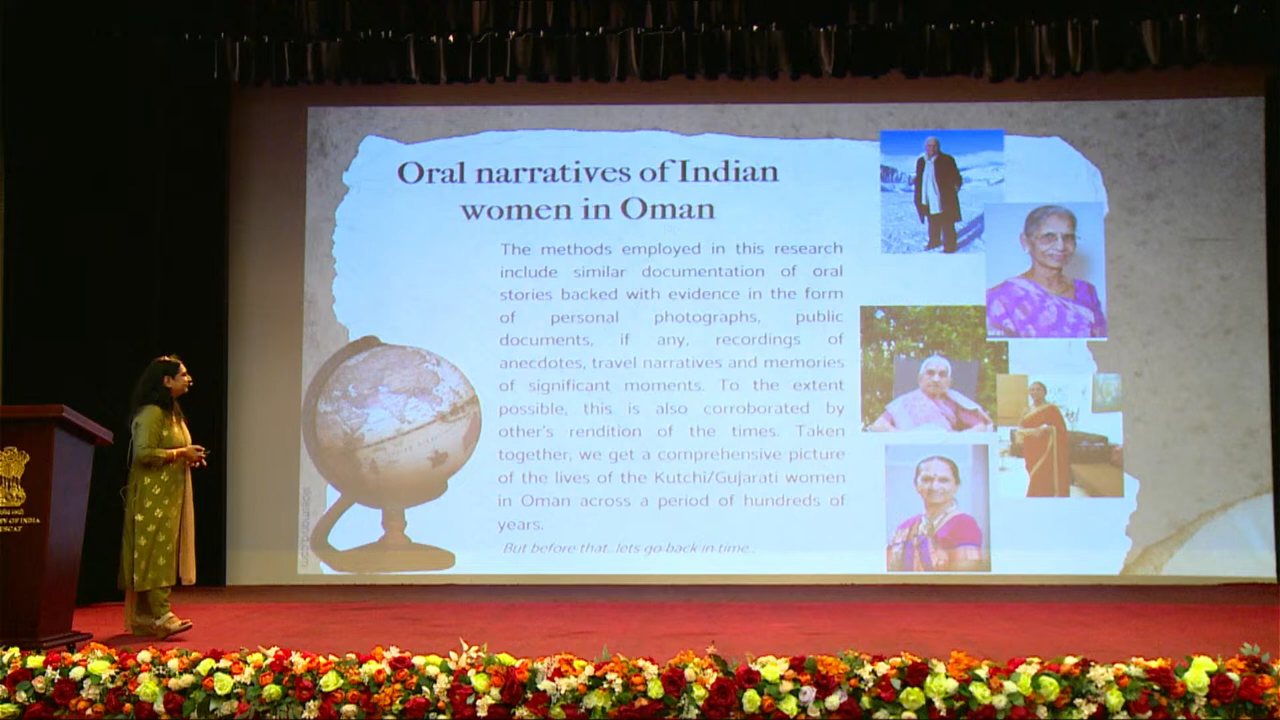 Oral narratives of Indian
women in Oman
The methods employed in this research
include similar documentation of oral
stories backed with evidence in the form
of personal photographs, public
documents, if any, recordings of
anecdotes, travel narratives and memories
of significant moments. To the extent
possible, this is also corroborated by
other's rendition of the times. Taken
together, we get a comprehensive picture
of the lives of the Kutchi/Gujarati women
in Oman across a period of hundreds of
years.
But before that..lets go back in time..
OF INDIA